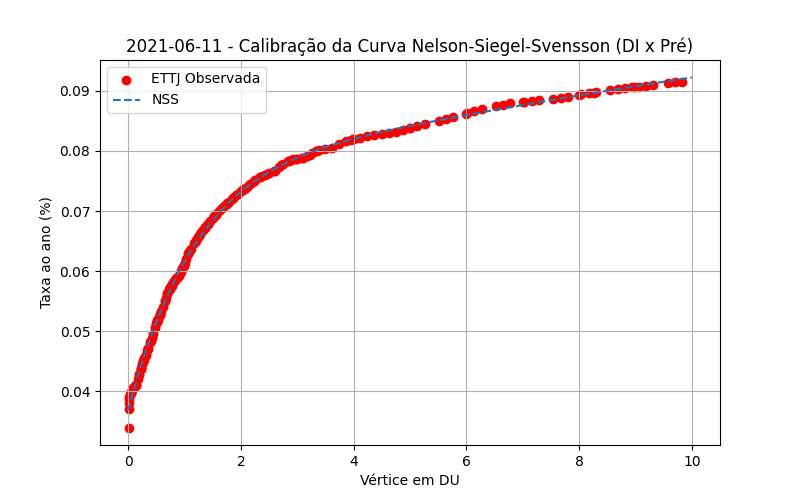 2021-06-11 - Calibração da Curva Nelson-Siegel-Svensson (DI x Pré)
ETTJ Observada
NSS
Taxa ao ano (%)
0.09
0.08
0.07
0.06
0.05
0.04
0 2 4 6 8 10
Vértice em DU